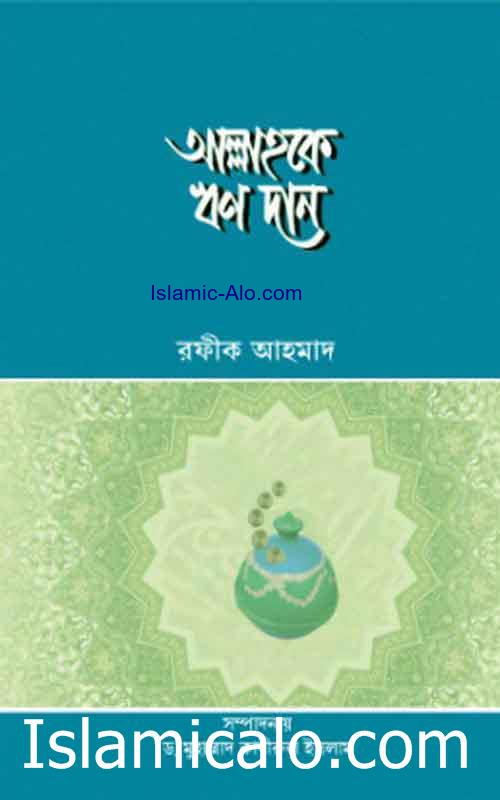 আল্লাহকে
ঋণ দান
Islamic-Alo.com
রফীক আহমাদ
সম্পাদনায়
Islamicalo.com